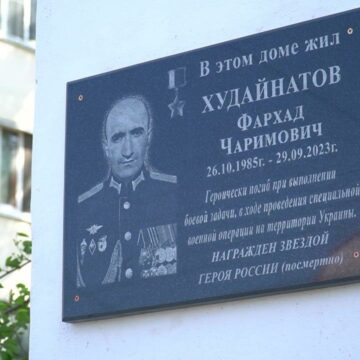 В этом доме жил
ХУДАЙНАТОВ
ФАРХАД
ЧАРИМОВИЧ
26.10.1985г. - 29.09.2023г.
Героически погиб при выполнении
боевой задачи, в ходе проведения специальной
военной операции на территории Украины.
НАГРАЖДЕН ЗВЕЗДОЙ
ГЕРОЯ РОССИИ (посмертно)